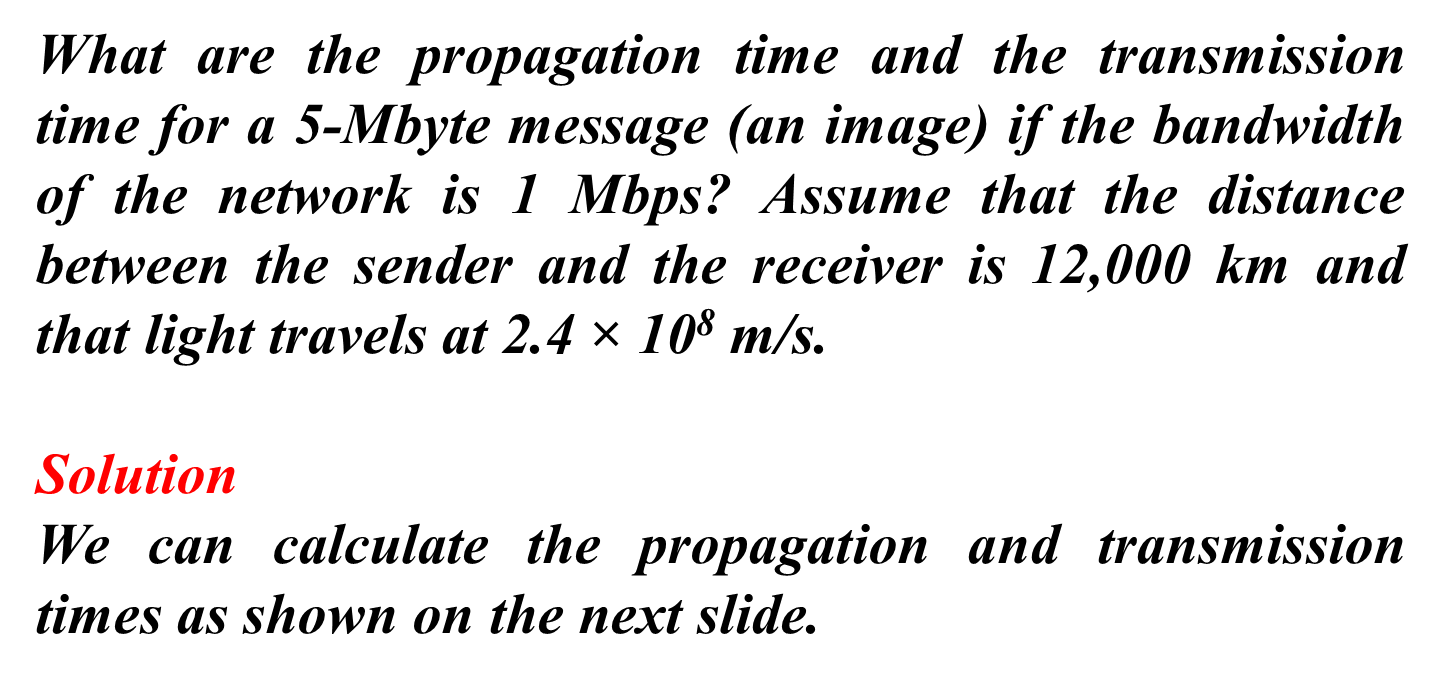 What are the propagation time and the transmission
time for a 5-Mbyte message (an image) if the bandwidth
of the network is 1 Mbps? Assume that the distance
between the sender and the receiver is 12,000 km and
that light travels at 2.4 × 10⁸ m/s.
Solution
We can calculate the propagation and transmission
times as shown on the next slide.